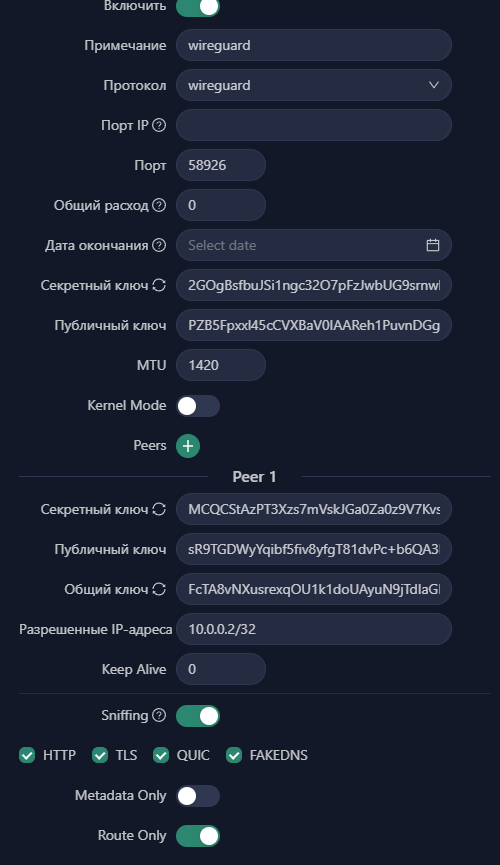 Включить
Примечание wireguard
Протокол wireguard
Порт IP
Порт 58926
Общий расход 0
Дата окончания Select date
Секретный ключ 2GOgBsfbuJSi1ngc32O7pFzJwbUG9srnwl
Публичный ключ PZB5Fpxxl45cCVXBaV0IAAReh1PuvnDGg
MTU 1420
Kernel Mode
Peers
Peer 1
Секретный ключ MCQCStAzPT3Xzs7mVskJGa0Za0z9V7Kvs
Публичный ключ sR9TGDWyYqibf5fiv8yfgT81dvPc+b6QA3
Общий ключ FcTA8vNXusrexqOU1k1doUAyuN9jTdIaGl
Разрешенные IP-адреса 10.0.0.2/32
Keep Alive 0
Sniffing
HTTP TLS QUIC FAKEDNS
Metadata Only
Route Only